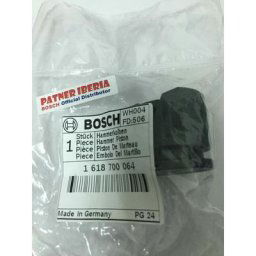 PATNER IBERIA
BOSCH Official Distributor
BOSCH
WH004
FD:506
1
Stück
Piece
Pièce
Pieza
Hammerkolben
Hammer Piston
Piston De Marteau
Embolo Del Martillo
1 618 700 064
Made in Germany
PG 24